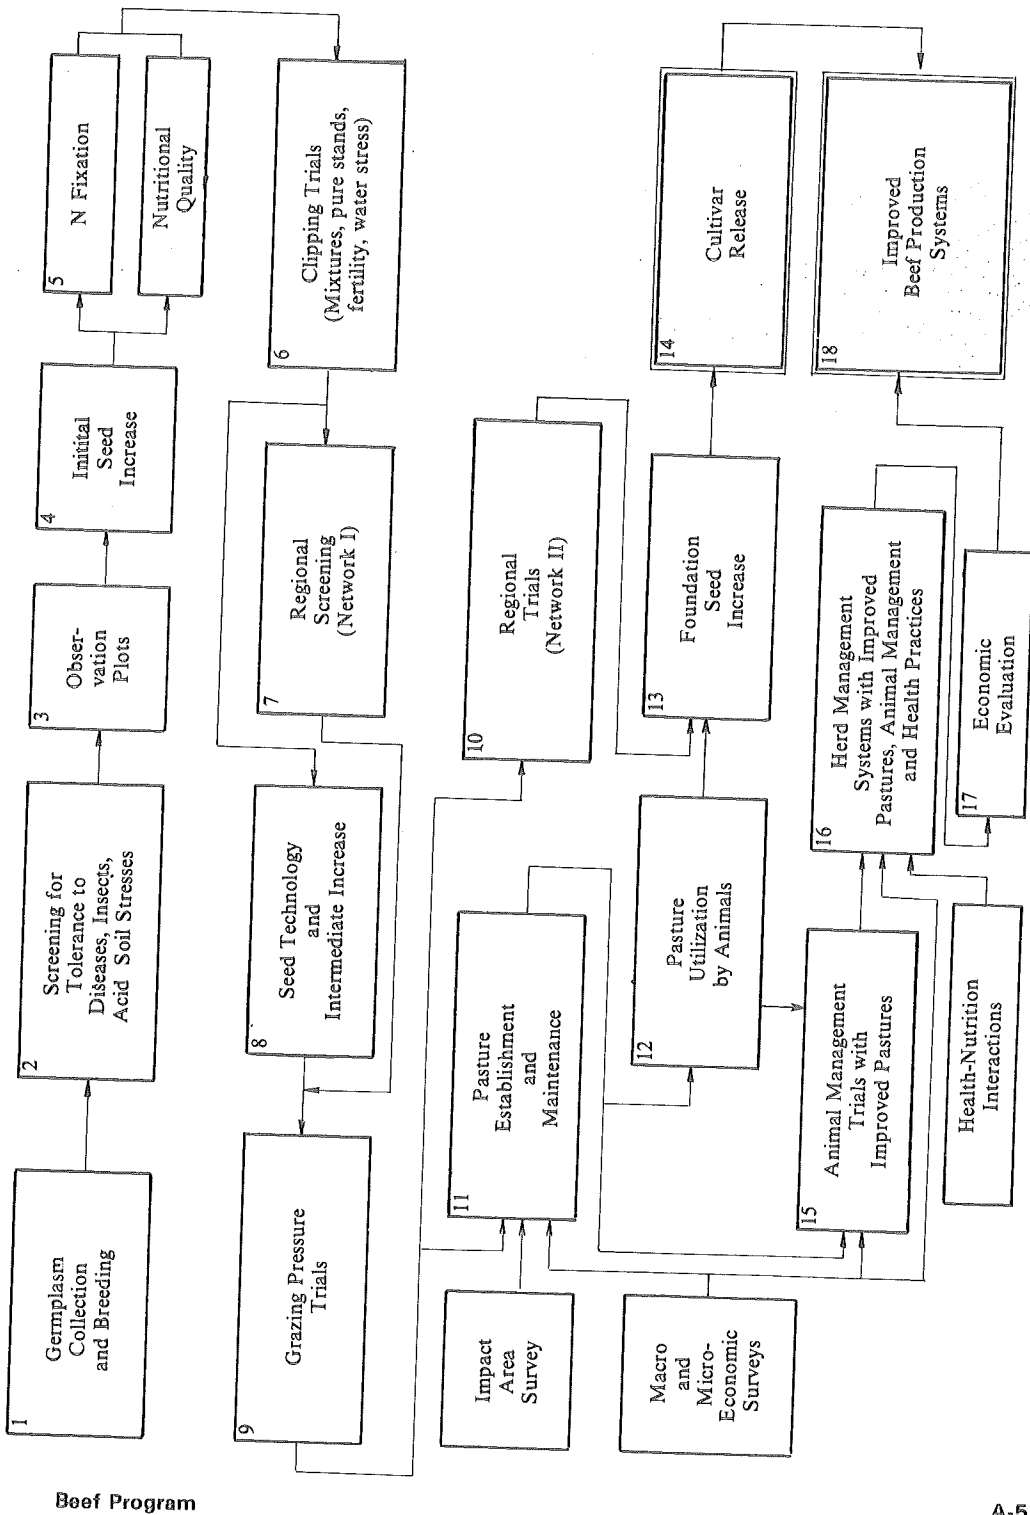 1
Germplasm
Collection
and Breeding
2
Screening for
Tolerance to
Diseases, Insects,
Acid Soil Stresses
3
Obser-
vation
Plots
4
Initital
Seed
Increase
5
N Fixation
Nutritional
Quality
6
Clipping Trials
(Mixtures, pure stands,
fertility, water stress)
7
Regional
Screening
(Network I)
8
Seed Technology
and
Intermediate Increase
9
Grazing Pressure
Trials
10
Regional
Trials
(Network II)
Impact
Area
Survey
11
Pasture
Establishment
and
Maintenance
Macro
and
Micro-
Economic
Surveys
12
Pasture
Utilization
by Animals
13
Foundation
Seed
Increase
14
Cultivar
Release
15
Animal Management
Trials with
Improved Pastures
Health-Nutrition
Interactions
16
Herd Management
Systems with Improved
Pastures, Animal Management
and Health Practices
17
Economic
Evaluation
18
Improved
Beef Production
Systems
Beef Program
A-5